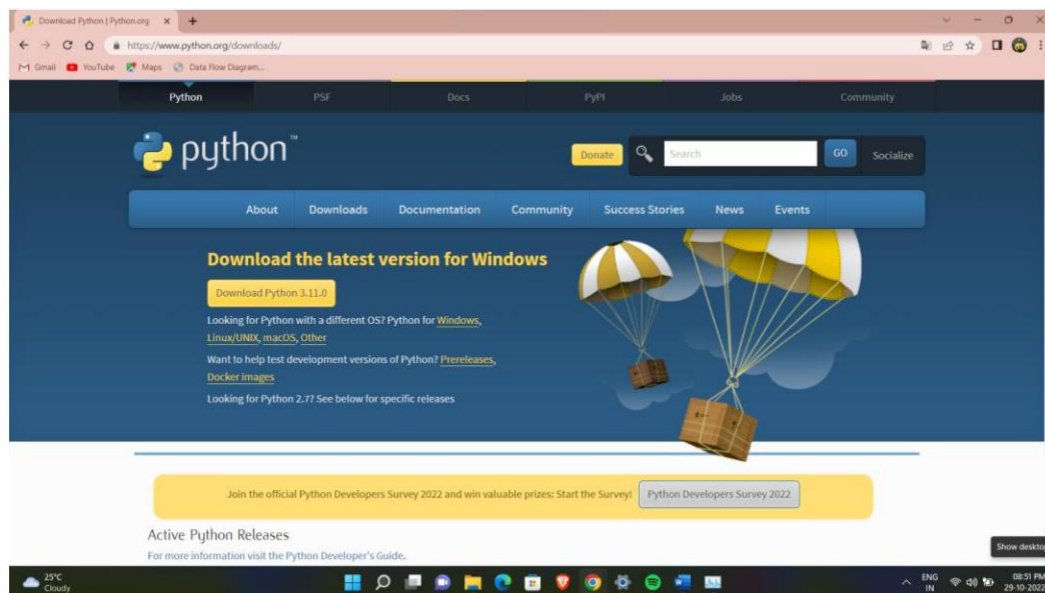 Download Python | Python.org
https://www.python.org/downloads/
Gmail YouTube Maps Data Flow Diagram...
Python PSF Docs PyPI Jobs Community
python™
Donate Search GO Socialize
About Downloads Documentation Community Success Stories News Events
Download the latest version for Windows
Download Python 3.11.0
Looking for Python with a different OS? Python for Windows,
Linux/UNIX, macOS, Other
Want to help test development versions of Python? Prereleases,
Docker images
Looking for Python 2.7? See below for specific releases
Join the official Python Developers Survey 2022 and win valuable prizes: Start the Survey! Python Developers Survey 2022
Active Python Releases
For more information visit the Python Developer's Guide.
Show desktop
25°C
Cloudy
ENG
IN
08:51 PM
29-10-2022